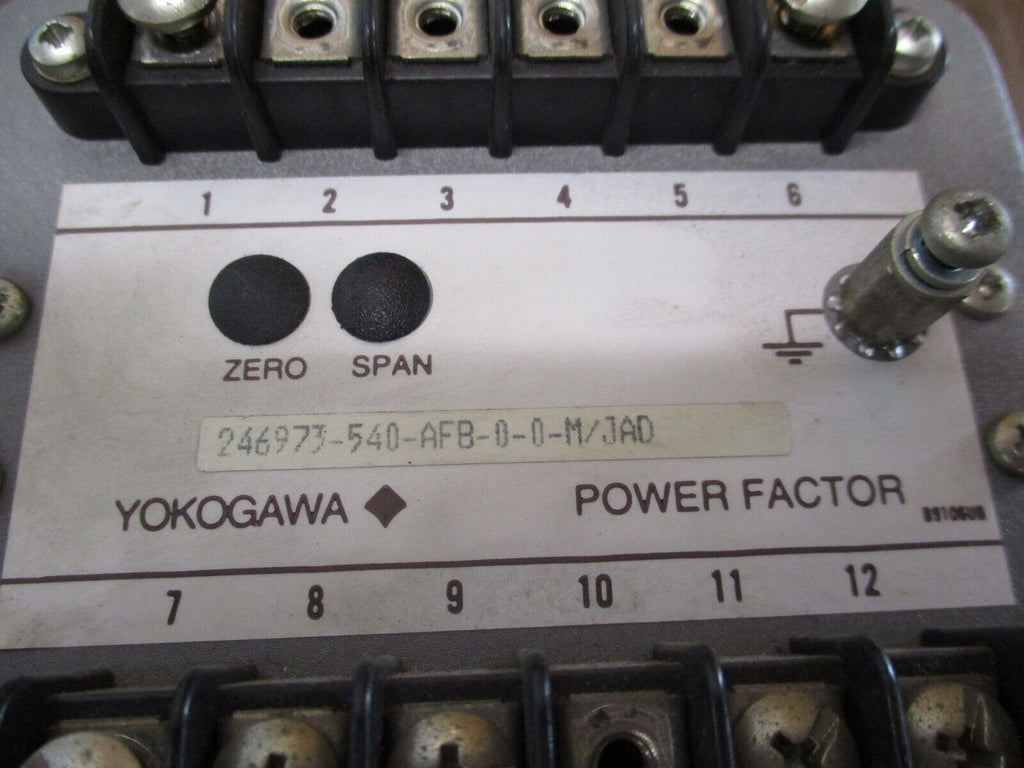 1 2 3 4 5 6
ZERO SPAN
246973-540-AFB-0-0-M/JAD
YOKOGAWA POWER FACTOR
7 8 9 10 11 12